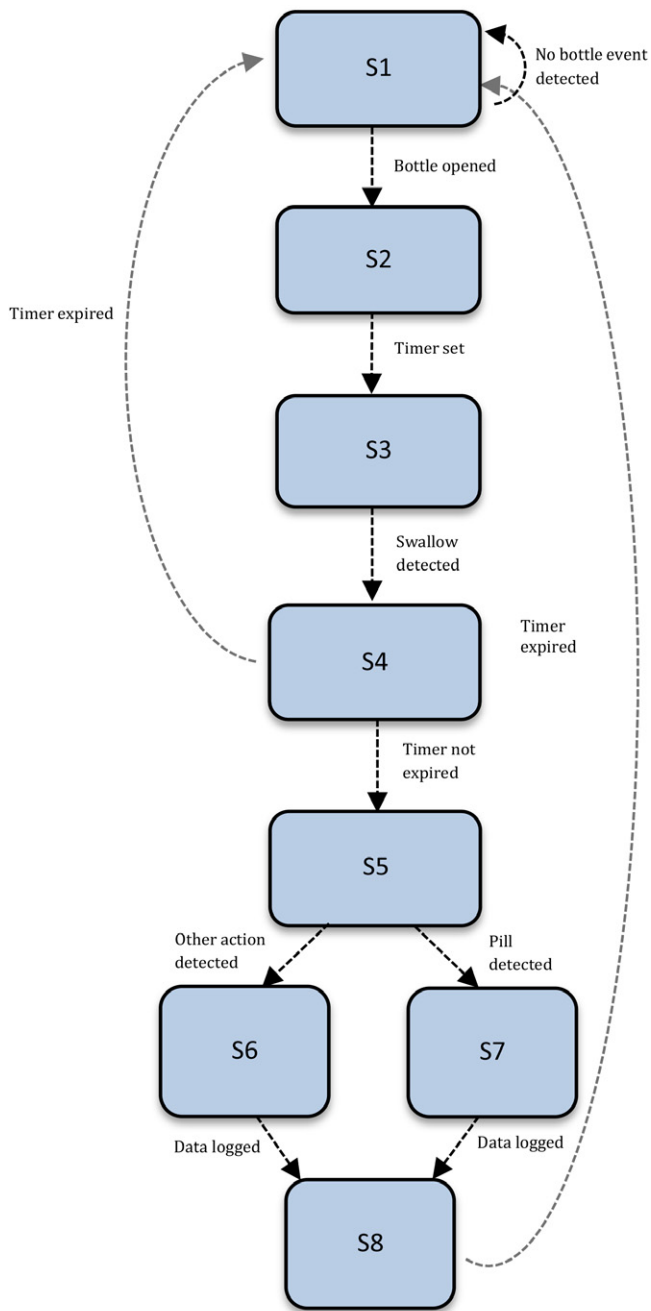 S1
No bottle event
detected
Bottle opened
S2
Timer expired
Timer set
S3
Swallow
detected
Timer
expired
S4
Timer not
expired
S5
Other action
detected
Pill
detected
S6
S7
Data logged
Data logged
S8